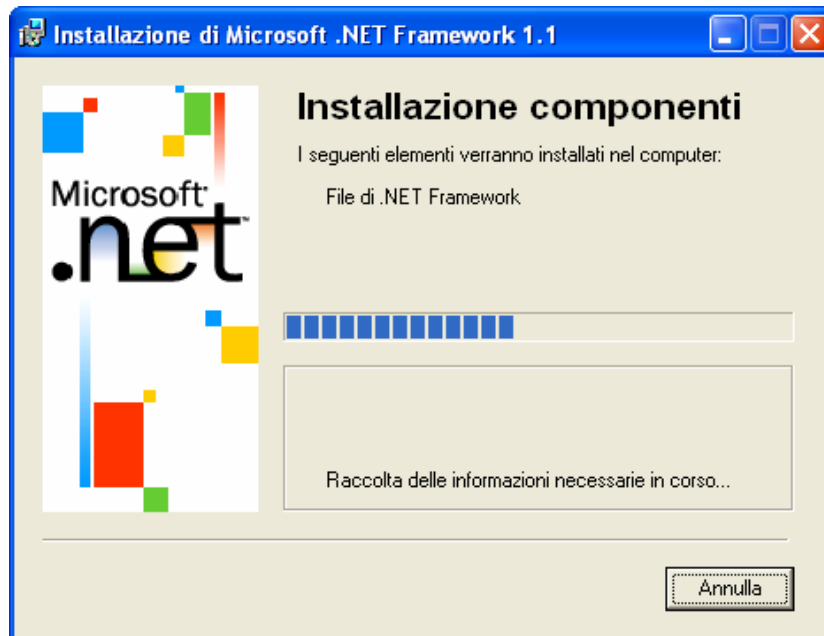 Installazione di Microsoft .NET Framework 1.1
Installazione componenti
I seguenti elementi verranno installati nel computer:
File di .NET Framework
Microsoft
.net
Raccolta delle informazioni necessarie in corso...
Annulla